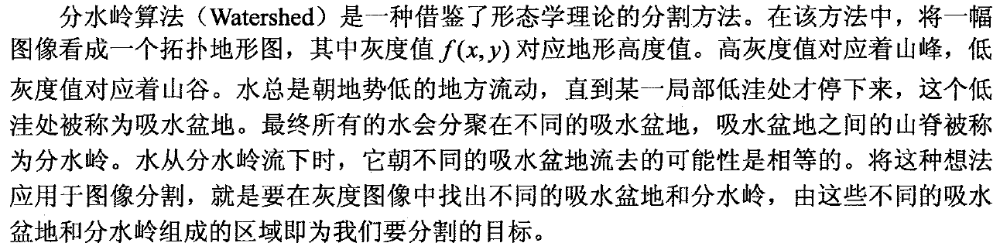 分水岭算法（Watershed）是一种借鉴了形态学理论的分割方法。在该方法中，将一幅
图像看成一个拓扑地形图，其中灰度值 f(x,y) 对应地形高度值。高灰度值对应着山峰，低
灰度值对应着山谷。水总是朝地势低的地方流动，直到某一局部低洼处才停下来，这个低
洼处被称为吸水盆地。最终所有的水会分聚在不同的吸水盆地，吸水盆地之间的山脊被称
为分水岭。水从分水岭流下时，它朝不同的吸水盆地流去的可能性是相等的。将这种想法
应用于图像分割，就是要在灰度图像中找出不同的吸水盆地和分水岭，由这些不同的吸水
盆地和分水岭组成的区域即为我们要分割的目标。